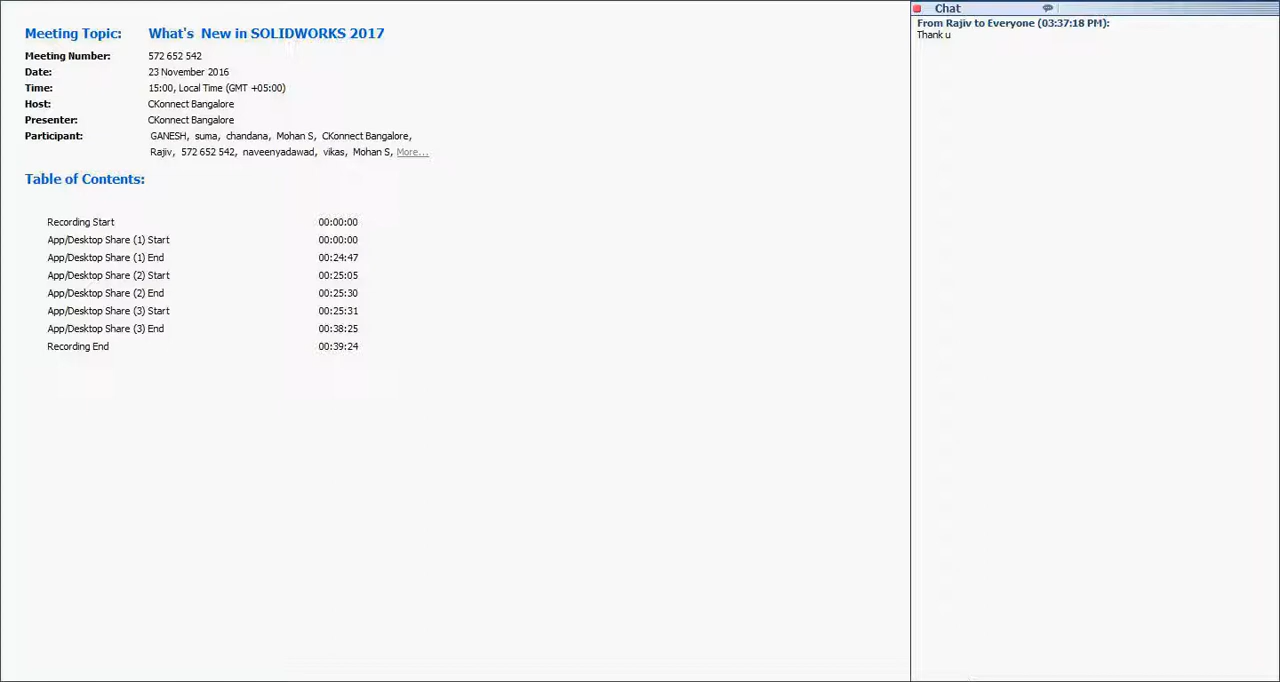 Meeting Topic: What's New in SOLIDWORKS 2017
Meeting Number: 572 652 542
Date: 23 November 2016
Time: 15:00, Local Time (GMT +05:00)
Host: CKonnect Bangalore
Presenter: CKonnect Bangalore
Participant: GANESH, suma, chandana, Mohan S, CKonnect Bangalore,
Rajiv, 572 652 542, naveenyadawad, vikas, Mohan S, More...
Table of Contents:
Recording Start 00:00:00
App/Desktop Share (1) Start 00:00:00
App/Desktop Share (1) End 00:24:47
App/Desktop Share (2) Start 00:25:05
App/Desktop Share (2) End 00:25:30
App/Desktop Share (3) Start 00:25:31
App/Desktop Share (3) End 00:38:25
Recording End 00:39:24
Chat
From Rajiv to Everyone (03:37:18 PM):
Thank u